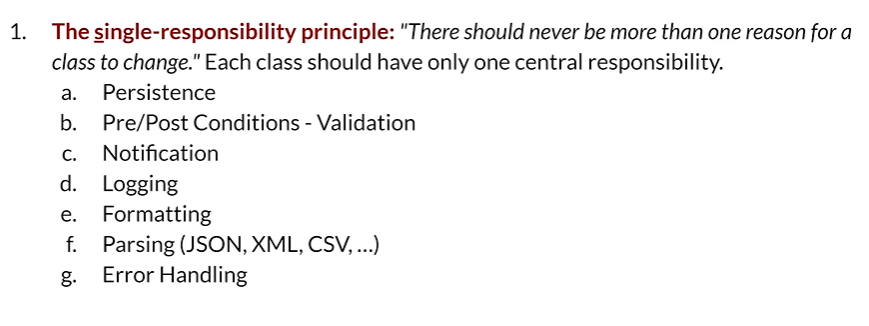 1. The single-responsibility principle: "There should never be more than one reason for a
class to change." Each class should have only one central responsibility.
a. Persistence
b. Pre/Post Conditions - Validation
c. Notification
d. Logging
e. Formatting
f. Parsing (JSON, XML, CSV, ...)
g. Error Handling